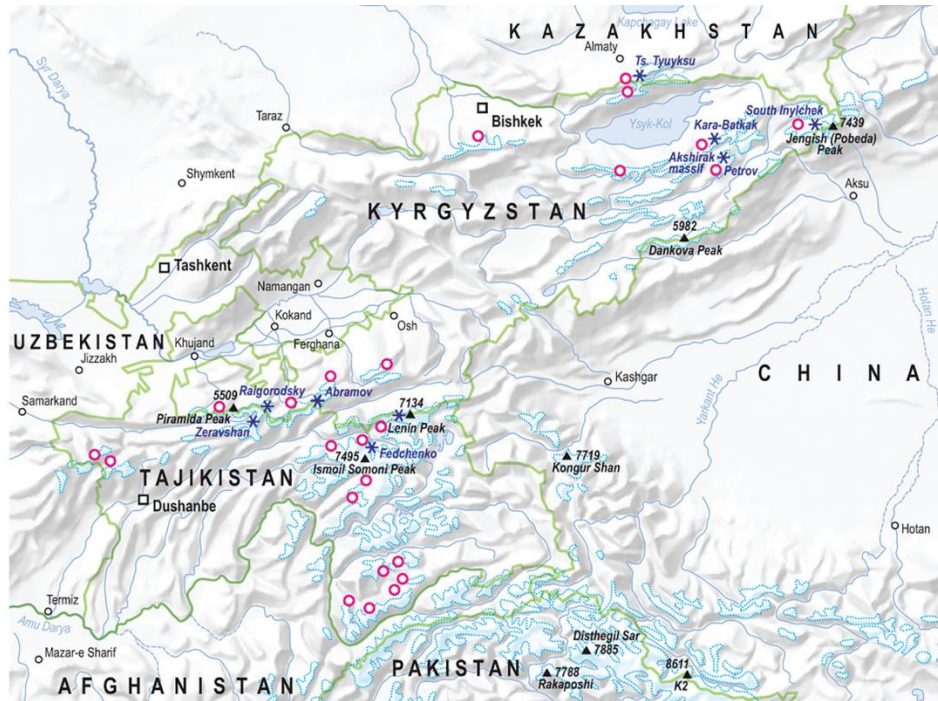 KAZAKHSTAN
Kapchagay Lake
Almaty
Ts. Tyuyksu
Syr Darya
Taraz
Bishkek
Ysyk-Kol
South Inylchek
7439
Jengish (Pobeda)
Peak
Kara-Batkak
Akshirak
massif
Petrov
Shymkent
Aksu
KYRGYZSTAN
5982
Dankova Peak
Tashkent
Namangan
Hotan He
UZBEKISTAN
Kokand
Osh
Jizzakh
Khujand
Ferghana
CHINA
Kashgar
Yarkant He
Samarkand
5509
Raigorodsky
Abramov
Piramida Peak
Zeravshan
7134
Lenin Peak
Fedchenko
7495
Ismoil Somoni Peak
7719
Kongur Shan
TAJIKISTAN
Dushanbe
Hotan
Termiz
Amu Darya
Mazar-e Sharif
AFGHANISTAN
PAKISTAN
Disthegil Sar
7885
7788
Rakaposhi
8611
K2